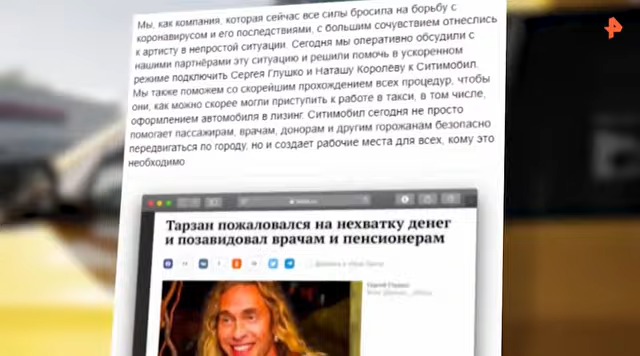 Мы, как компания, которая сейчас все силы бросила на борьбу с
коронавирусом и его последствиями, с большим сочувствием отнеслись
к артисту в непростой ситуации. Сегодня мы оперативно обсудили с
нашими партнёрами эту ситуацию и решили помочь в ускоренном
режиме подключить Сергея Глушко и Наташу Королёву к Ситимобил.
Мы также поможем со скорейшим прохождением всех процедур, чтобы
они, как можно скорее могли приступить к работе в такси, в том числе,
оформлением автомобиля в лизинг. Ситимобил сегодня не просто
помогает пассажирам, врачам, донорам и другим горожанам безопасно
передвигаться по городу, но и создает рабочие места для всех, кому это
необходимо
Тарзан пожаловался на нехватку денег
и позавидовал врачам и пенсионерам